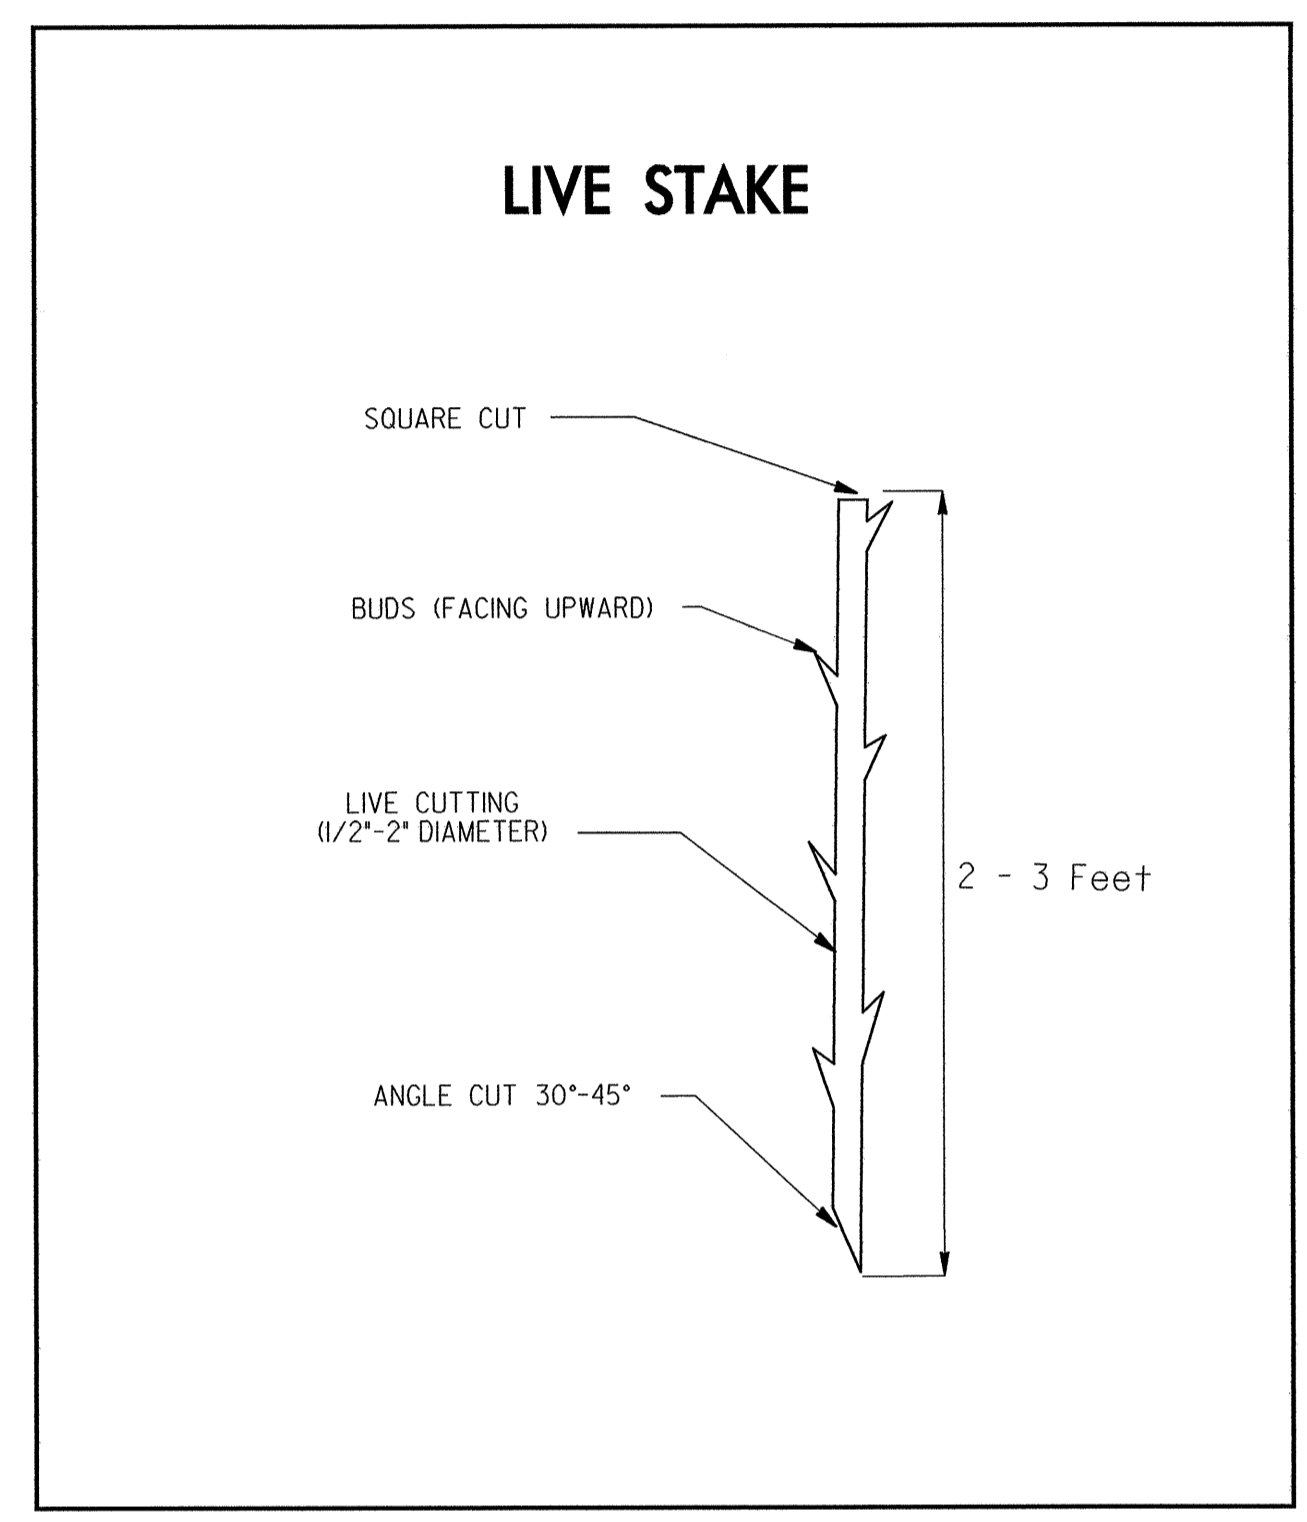 LIVE STAKE
SQUARE CUT
BUDS (FACING UPWARD)
LIVE CUTTING
(1/2"-2" DIAMETER)
2 - 3 Feet
ANGLE CUT 30°-45°